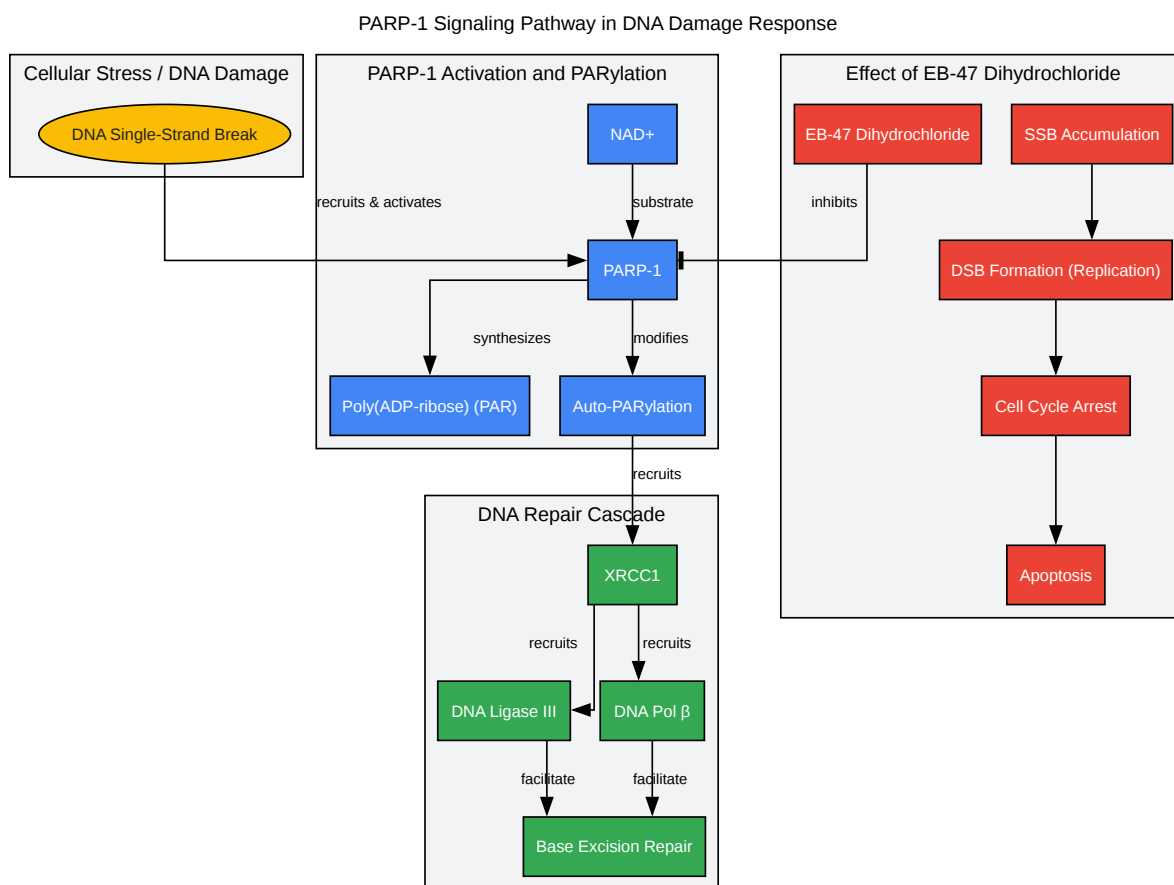 PARP-1 Signaling Pathway in DNA Damage Response
Cellular Stress / DNA Damage
DNA Single-Strand Break
PARP-1 Activation and PARylation
NAD+
recruits & activates
substrate
PARP-1
synthesizes
modifies
Poly(ADP-ribose) (PAR)
Auto-PARylation
recruits
DNA Repair Cascade
XRCC1
recruits
recruits
DNA Ligase III
DNA Pol β
facilitate
facilitate
Base Excision Repair
Effect of EB-47 Dihydrochloride
EB-47 Dihydrochloride
SSB Accumulation
inhibits
DSB Formation (Replication)
Cell Cycle Arrest
Apoptosis